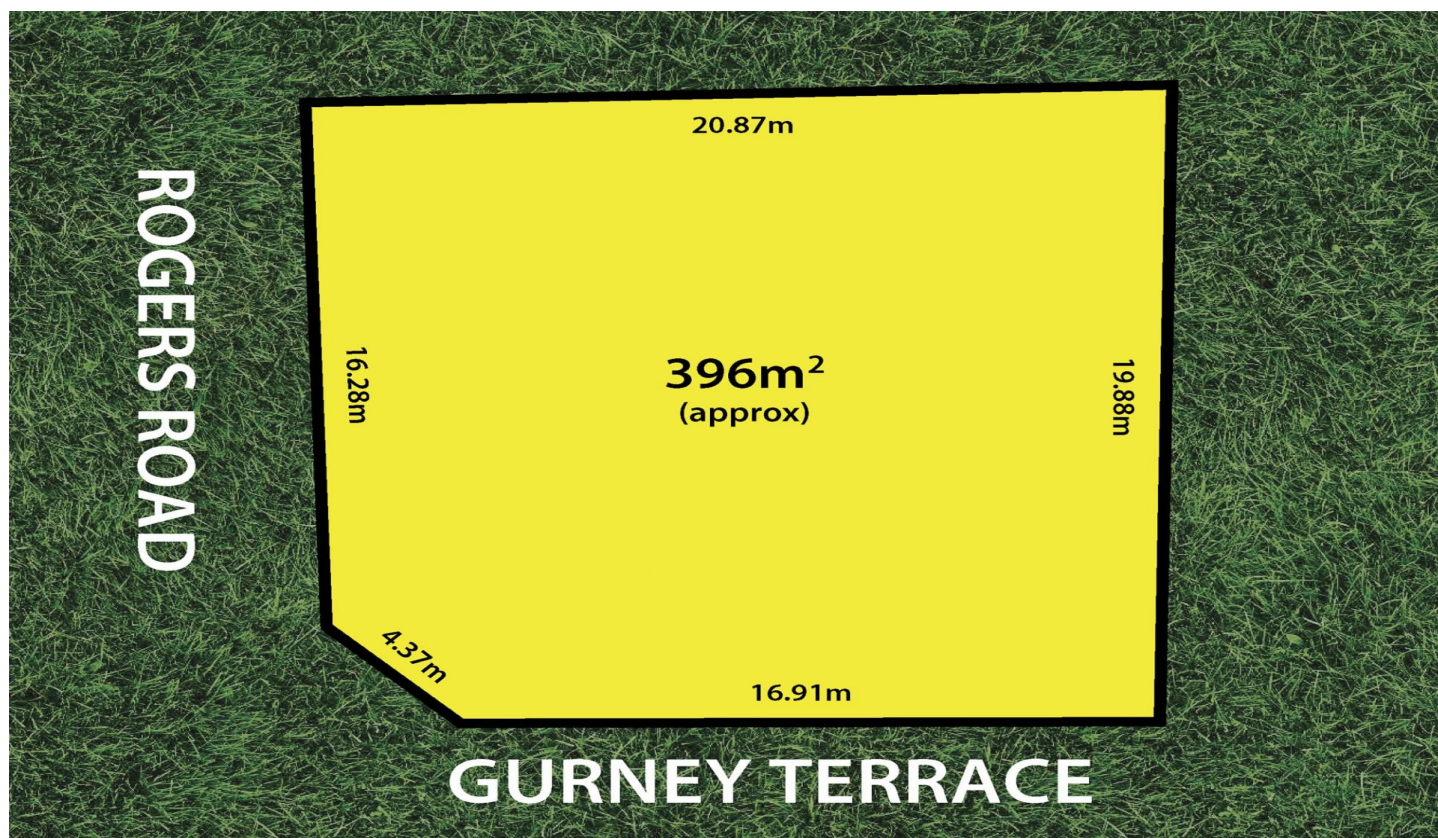 20.87m
ROGERS ROAD
16.28m
396m²
(approx)
19.88m
4.37m
16.91m
GURNEY TERRACE